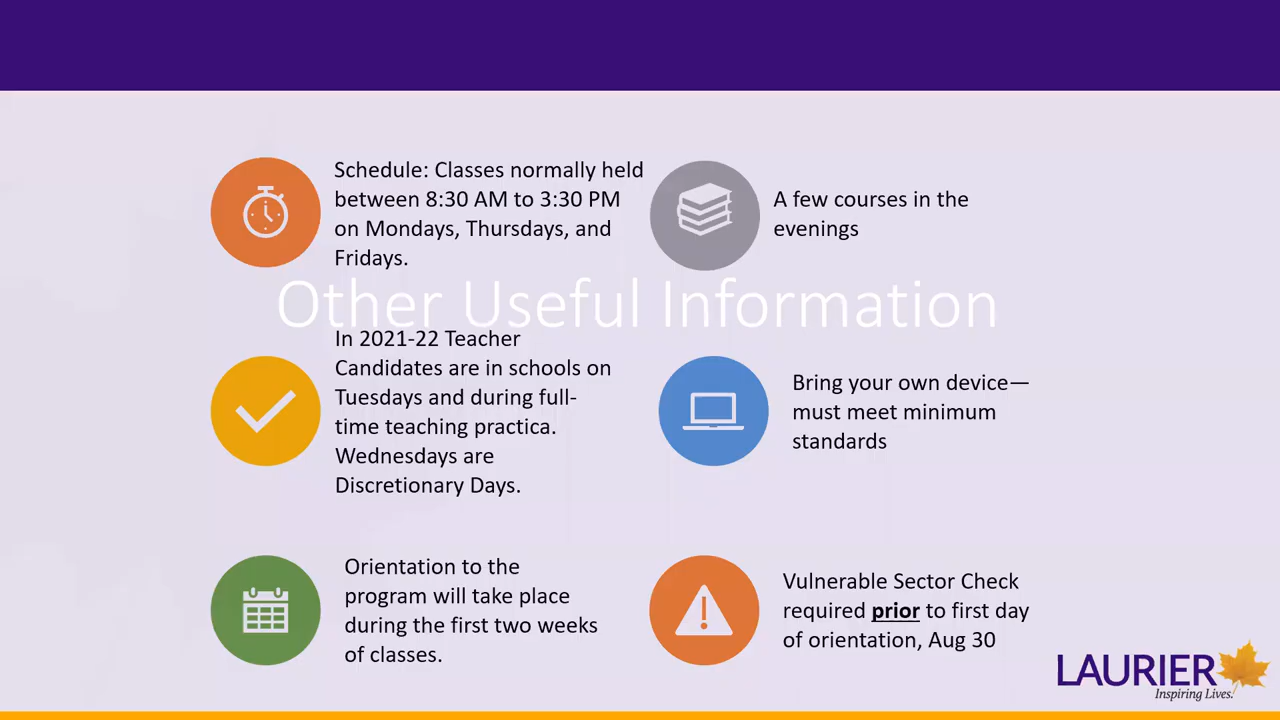 Schedule: Classes normally held
between 8:30 AM to 3:30 PM
on Mondays, Thursdays, and
Fridays.
A few courses in the
evenings
Other Useful Information
In 2021-22 Teacher
Candidates are in schools on
Tuesdays and during full-
time teaching practica.
Wednesdays are
Discretionary Days.
Bring your own device—
must meet minimum
standards
Orientation to the
program will take place
during the first two weeks
of classes.
Vulnerable Sector Check
required prior to first day
of orientation, Aug 30
LAURIER
Inspiring Lives.